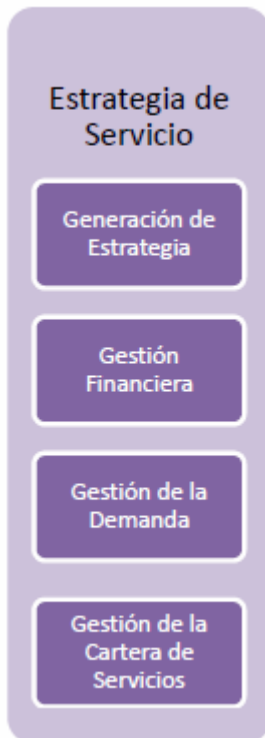 Estrategia de
Servicio
Generación de
Estrategia
Gestión
Financiera
Gestión de la
Demanda
Gestión de la
Cartera de
Servicios